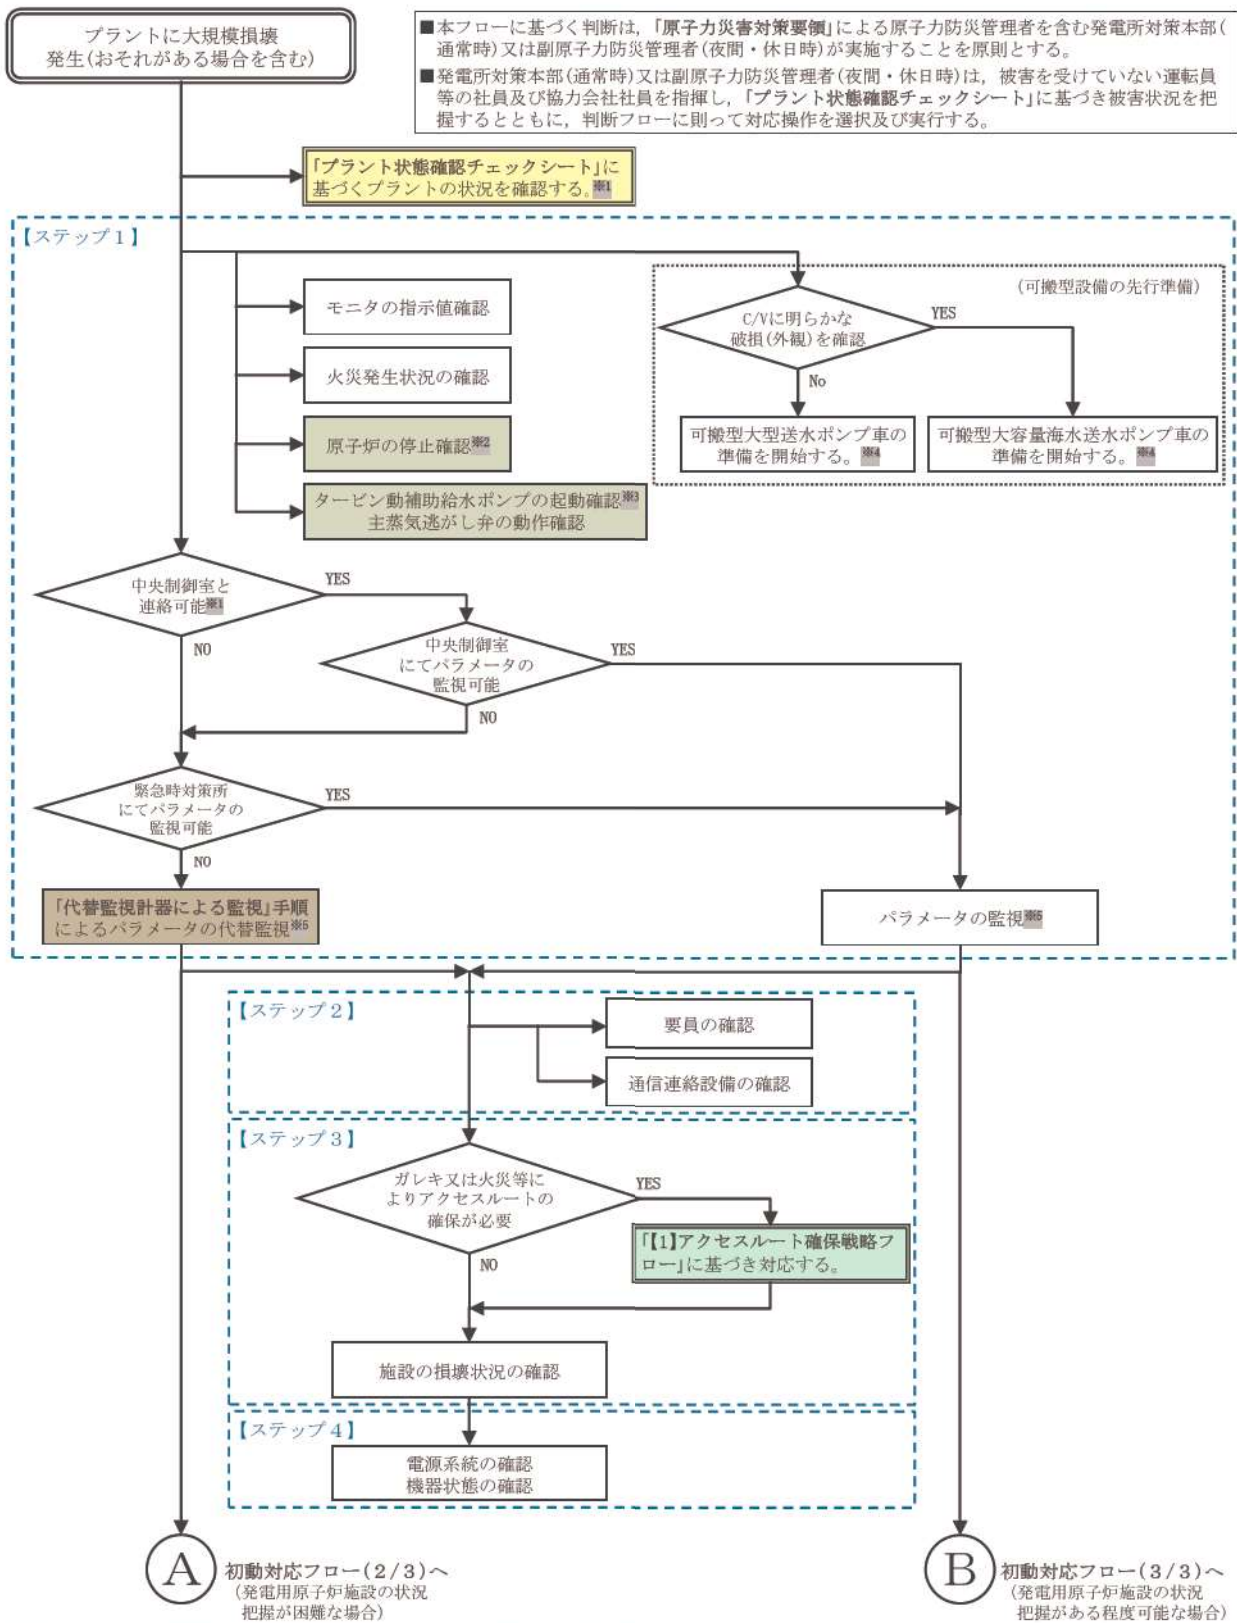 プラントに大規模損壊
発生(おそれがある場合を含む)
■本フローに基づく判断は,「原子力災害対策要領」による原子力防災管理者を含む発電所対策本部(
通常時)又は副原子力防災管理者(夜間・休日時)が実施することを原則とする。
■発電所対策本部(通常時)又は副原子力防災管理者(夜間・休日時)は,被害を受けていない運転員
等の社員及び協力会社社員を指揮し,「プラント状態確認チェックシート」に基づき被害状況を把
握するとともに,判断フローに則って対応操作を選択及び実行する。
「プラント状態確認チェックシート」に
基づくプラントの状況を確認する。※1
【ステップ1】
(可搬型設備の先行準備)
モニタの指示値確認
C/Vに明らかな
破損(外観)を確認
YES
No
火災発生状況の確認
原子炉の停止確認※2
可搬型大型送水ポンプ車の
準備を開始する。※4
可搬型大容量海水送水ポンプ車の
準備を開始する。※4
タービン動補助給水ポンプの起動確認※3
主蒸気逃がし弁の動作確認
中央制御室と
連絡可能※1
YES
NO
中央制御室
にてパラメータの
監視可能
YES
NO
緊急時対策所
にてパラメータの
監視可能
YES
NO
「代替監視計器による監視」手順
によるパラメータの代替監視※5
パラメータの監視※6
【ステップ2】
要員の確認
通信連絡設備の確認
【ステップ3】
ガレキ又は火災等に
よりアクセスルートの
確保が必要
YES
NO
「【1】アクセスルート確保戦略フ
ロー」に基づき対応する。
施設の損壊状況の確認
【ステップ4】
電源系統の確認
機器状態の確認
A
初動対応フロー(2/3)へ
(発電用原子炉施設の状況
把握が困難な場合)
B
初動対応フロー(3/3)へ
(発電用原子炉施設の状況
把握がある程度可能な場合)